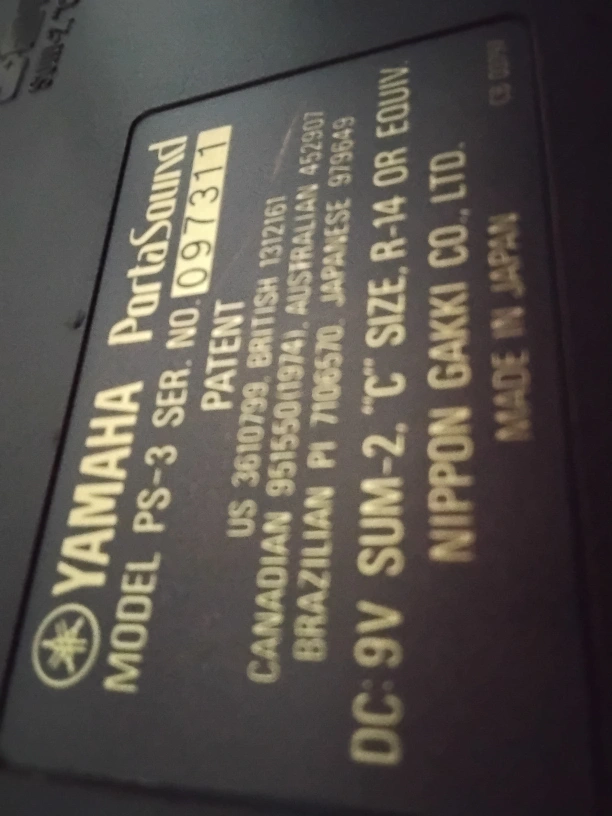 YAMAHA PortaSound
MODEL PS-3 SER. NO. 097311
PATENT
US 3610799, BRITISH 1312161
CANADIAN 951550(1974), AUSTRALIAN 452907
BRAZILIAN PI 7106570, JAPANESE 979649
DC: 9V SUM-2, "C" SIZE, R-14 OR EQUIV.
NIPPON GAKKI CO., LTD.
MADE IN JAPAN